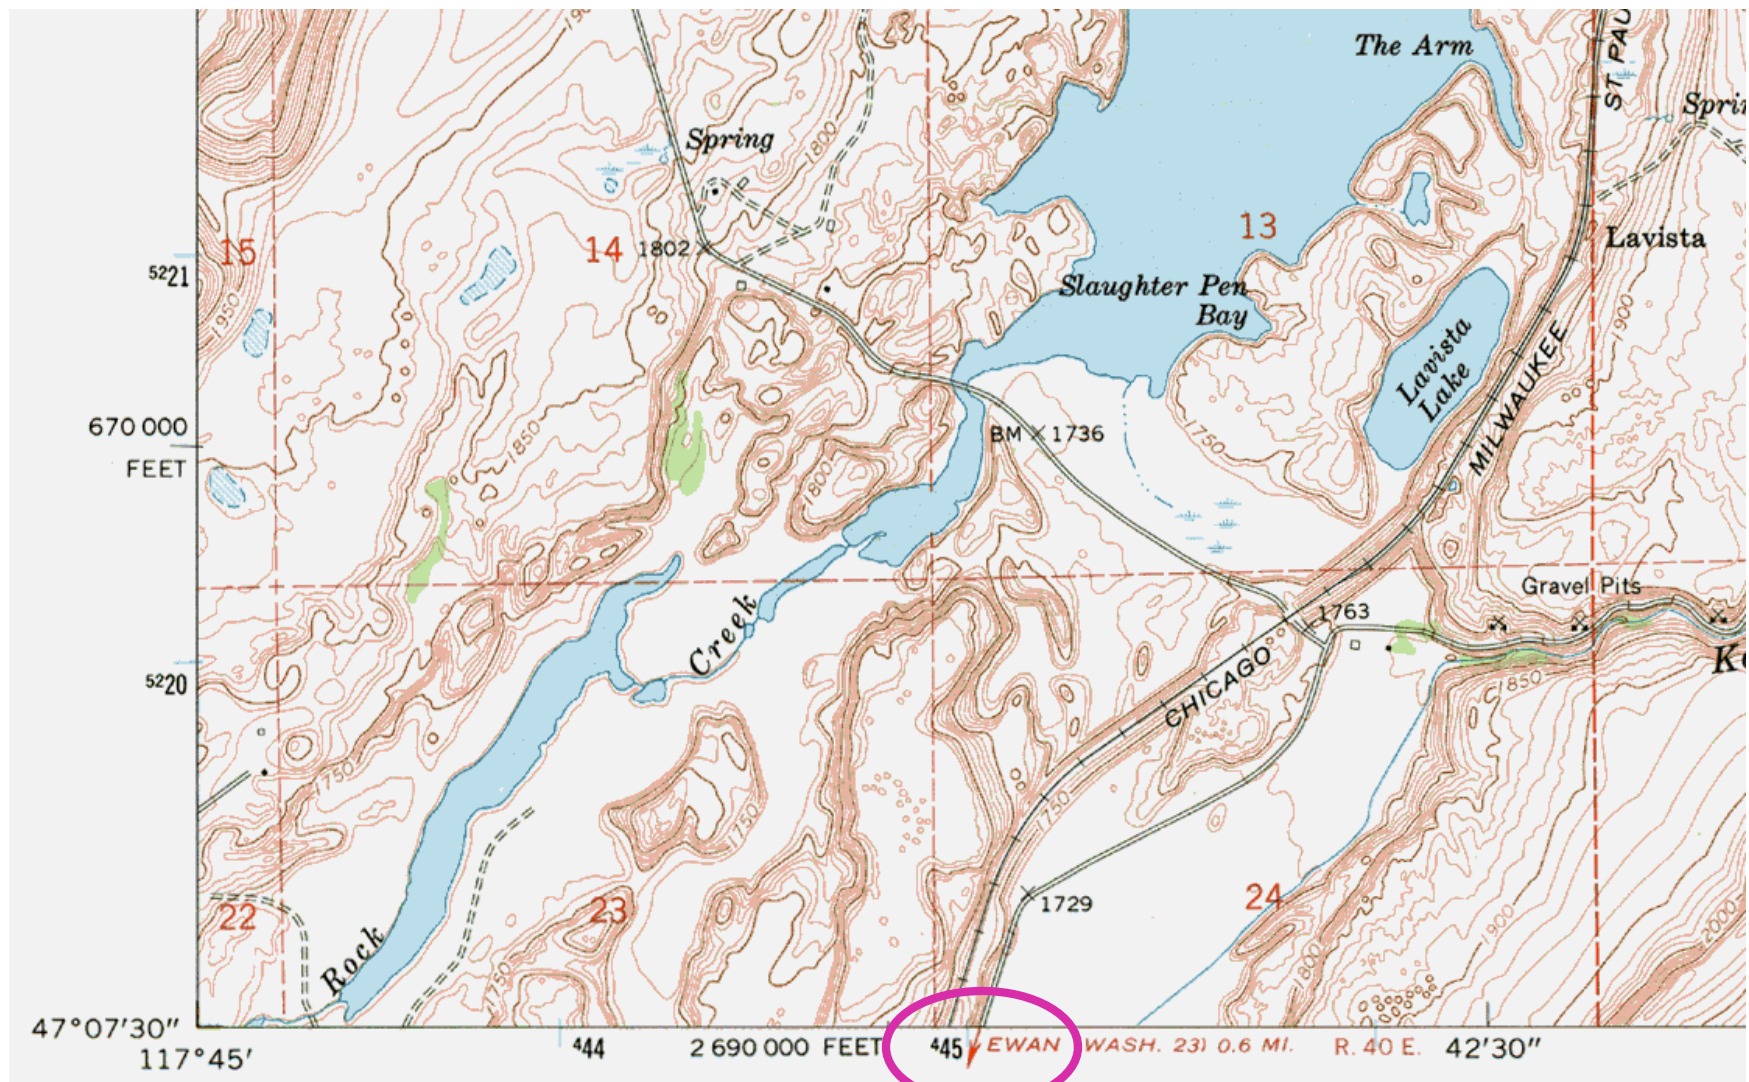 190
The Arm
ST PAU
Sprin
Spring
1800
15
14
1802
13
Lavista
5221
1950
Slaughter Pen
Bay
1900
Lavista
Lake
MILWAUKEE
670 000
FEET
1850
BM 1736
1750
1800
Gravel Pits
1763
Creek
CHICAGO
1850
5220
1750
1750
1750
22
23
24
1729
1900
2000
Rock
1750
1800
47°07'30"
117°45'
444
2 690 000 FEET
445
EWAN (WASH. 23) 0.6 MI.
R. 40 E.
42'30"